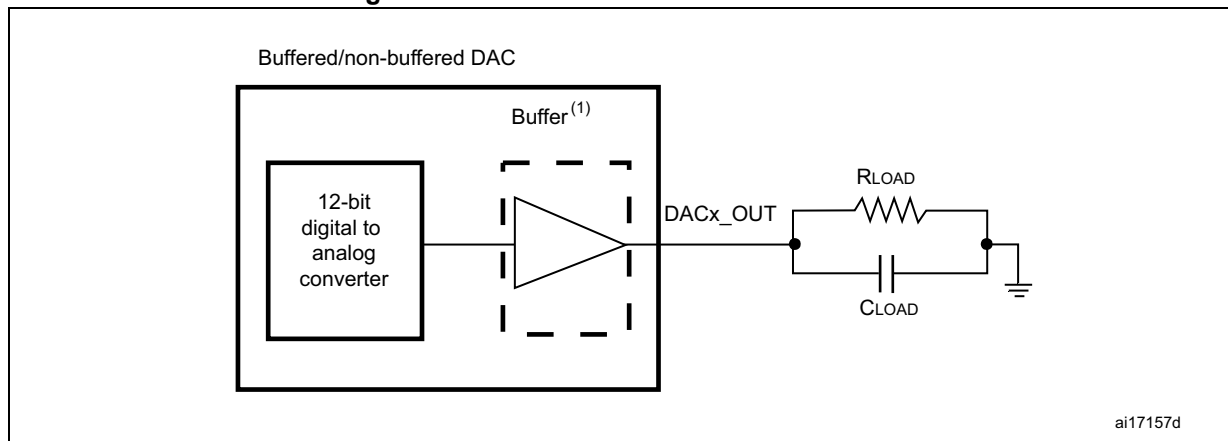 Buffered/non-buffered DAC
Buffer(1)
12-bit
digital to
analog
converter
DACx_OUT
RLOAD
CLOAD
ai17157d